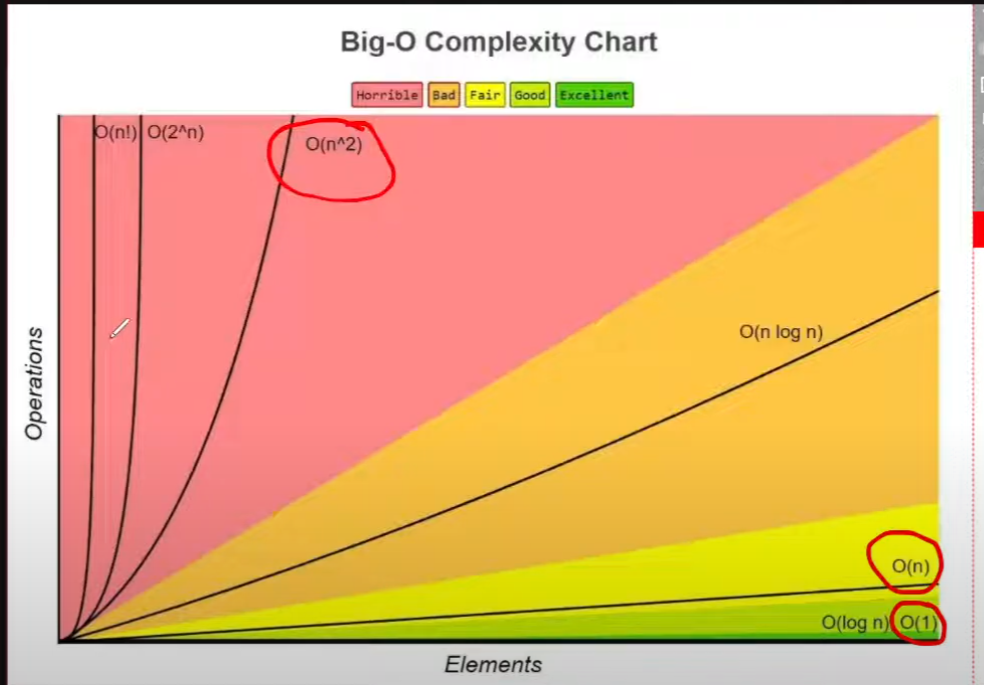 Big-O Complexity Chart
Horrible Bad Fair Good Excellent
O(n!) O(2^n) O(n^2)
O(n log n)
O(n)
O(log n) O(1)
Operations
Elements